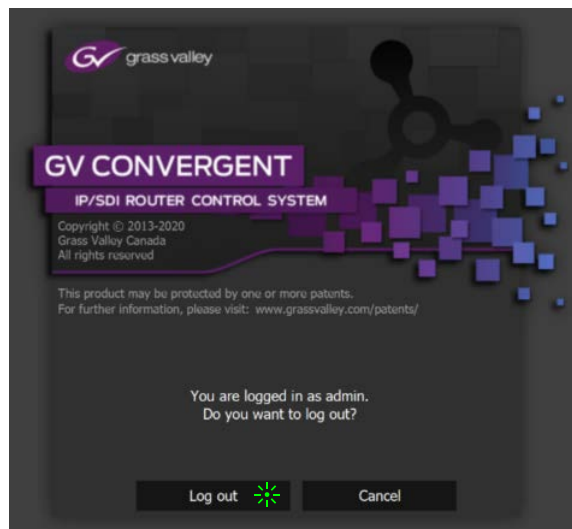 GV grass valley
GV CONVERGENT
IP/SDI ROUTER CONTROL SYSTEM
Copyright © 2013-2020
Grass Valley Canada
All rights reserved
This product may be protected by one or more patents.
For further information, please visit: www.grassvalley.com/patents/
You are logged in as admin.
Do you want to log out?
Log out
Cancel